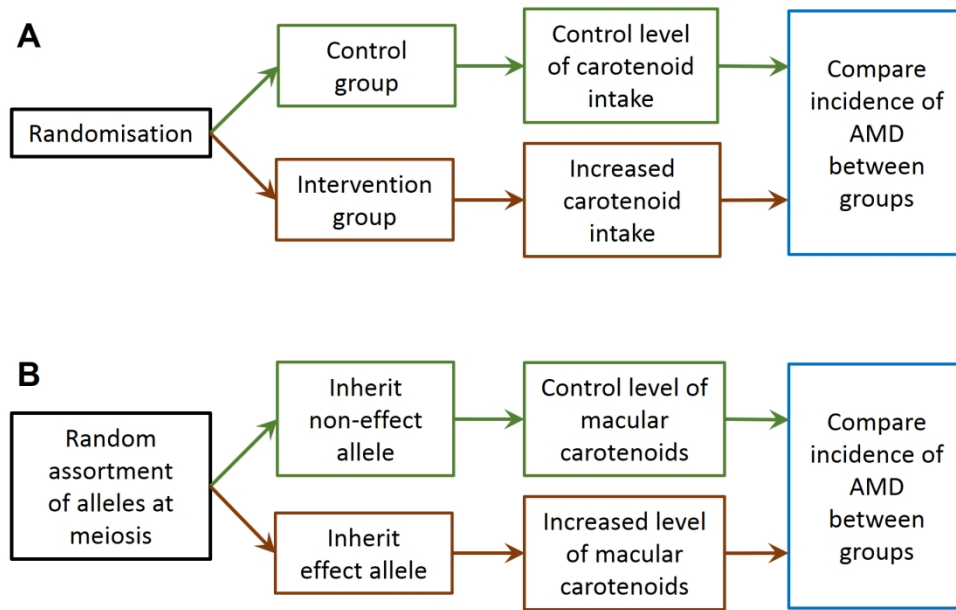 A
Randomisation
Control
group
Control level
of carotenoid
intake
Intervention
group
Increased
carotenoid
intake
Compare
incidence of
AMD
between
groups
B
Random
assortment
of alleles at
meiosis
Inherit
non-effect
allele
Control level of
macular
carotenoids
Inherit
effect allele
Increased level
of macular
carotenoids
Compare
incidence of
AMD
between
groups